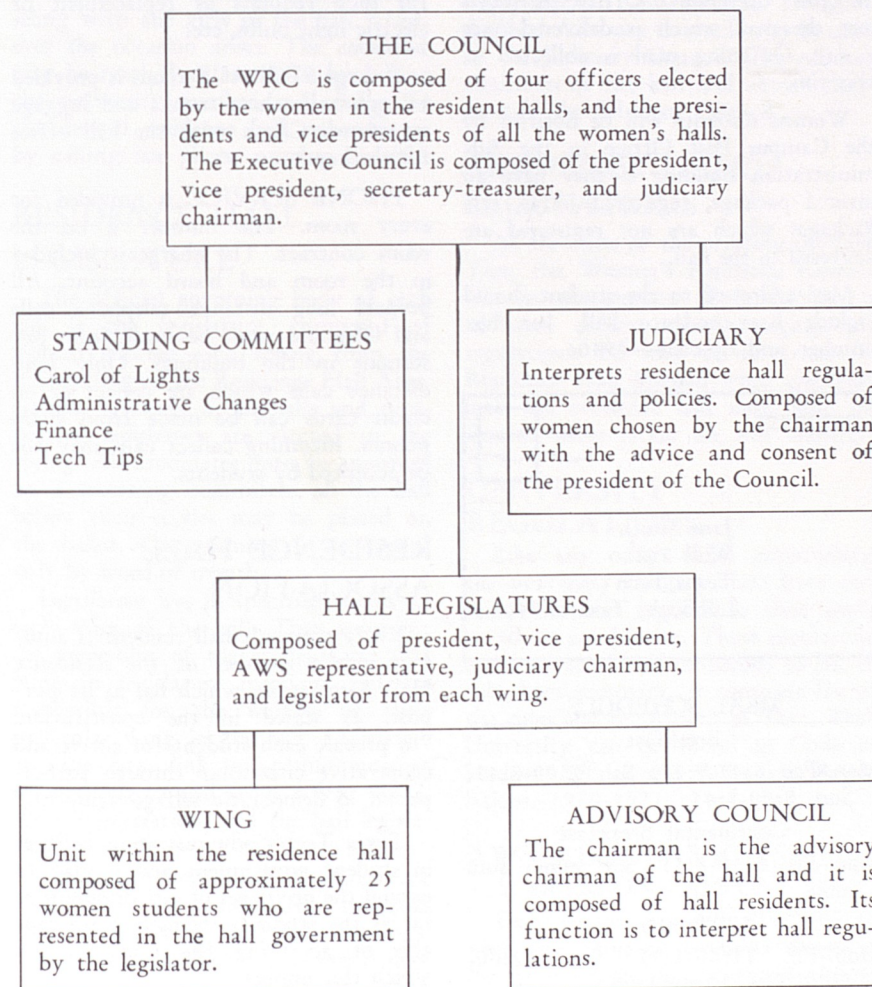 THE COUNCIL
The WRC is composed of four officers elected
by the women in the resident halls, and the presi-
dents and vice presidents of all the women's halls.
The Executive Council is composed of the president,
vice president, secretary-treasurer, and judiciary
chairman.
STANDING COMMITTEES
Carol of Lights
Administrative Changes
Finance
Tech Tips
JUDICIARY
Interprets residence hall regula-
tions and policies. Composed of
women chosen by the chairman
with the advice and consent of
the president of the Council.
HALL LEGISLATURES
Composed of president, vice president,
AWS representative, judiciary chairman,
and legislator from each wing.
WING
Unit within the residence hall
composed of approximately 25
women students who are rep-
resented in the hall government
by the legislator.
ADVISORY COUNCIL
The chairman is the advisory
chairman of the hall and it is
composed of hall residents. Its
function is to interpret hall regu-
lations.